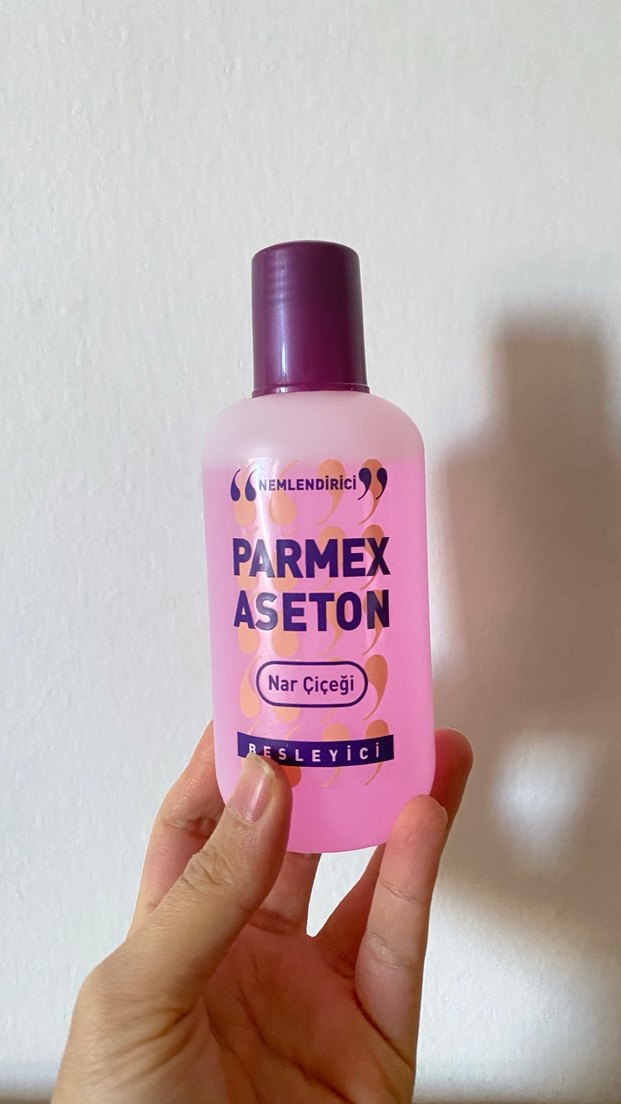 “NEMLENDİRİCİ”
PARMEX
ASETON
Nar Çiçeği
BESLEYİCİ